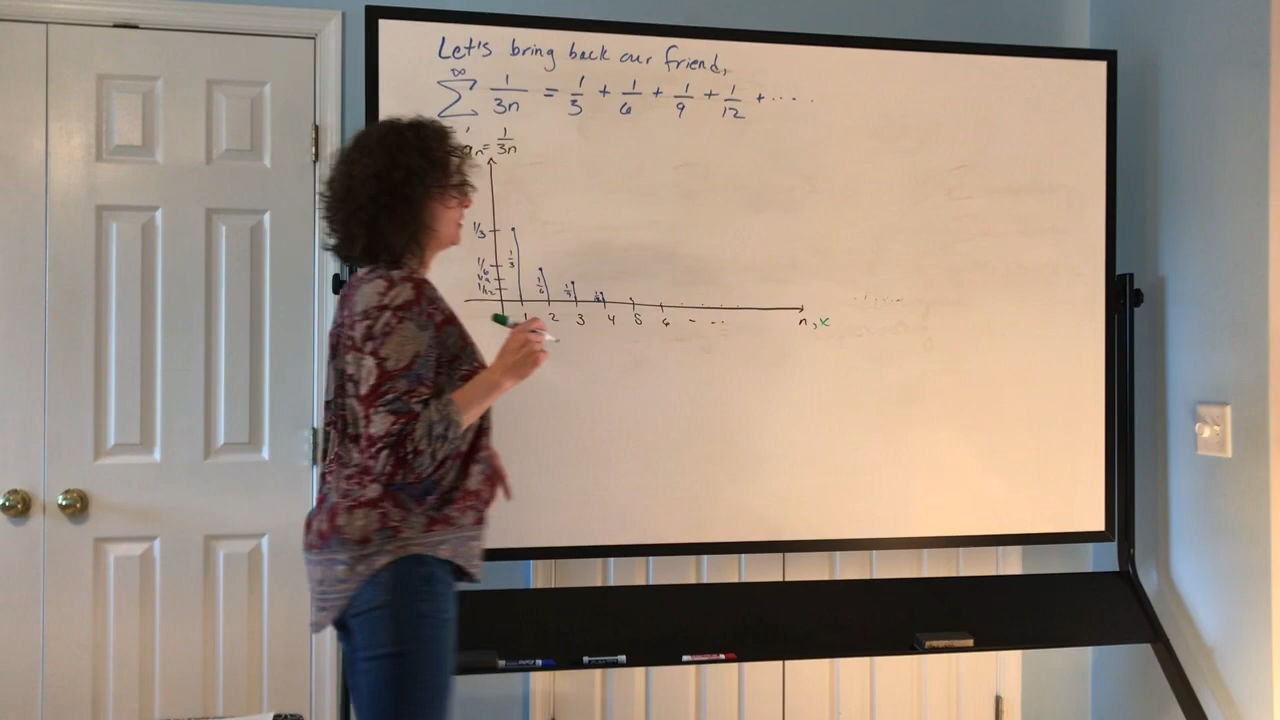 Let's bring back our friend,
∞
∑ 1/3n = 1/3 + 1/6 + 1/9 + 1/12 + ....
aₙ = 1/3n
1/3
1/6
1/9
1/12
1/3 1/6 1/9 1/12
1 2 3 4 5 6 - - .. n, x